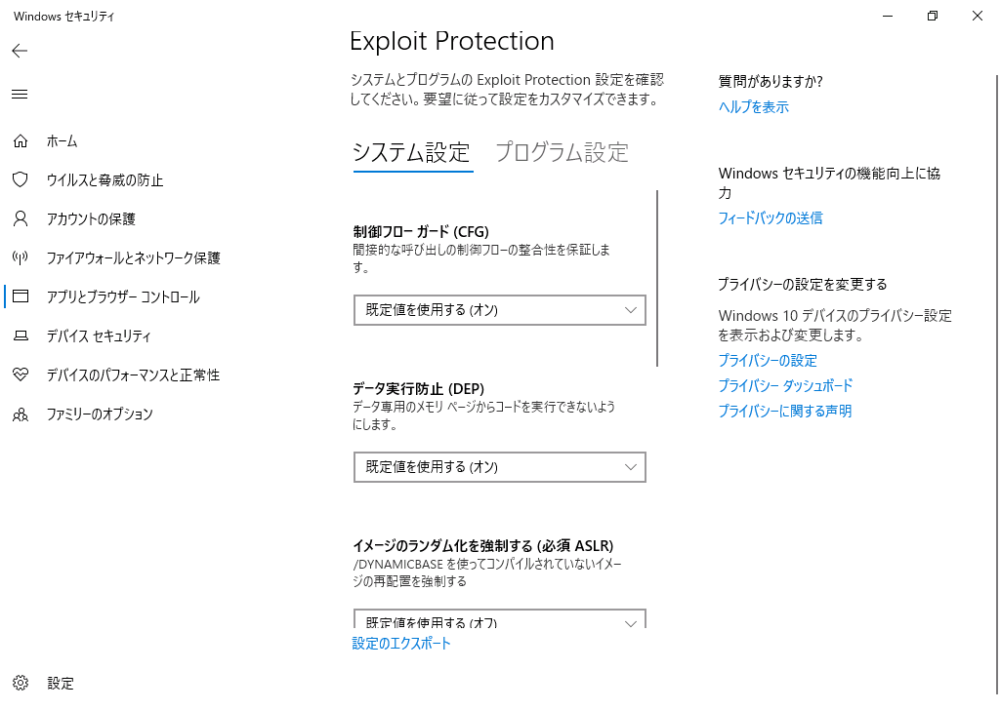 Windows セキュリティ
Exploit Protection
システムとプログラムの Exploit Protection 設定を確認
してください。要望に従って設定をカスタマイズできます。
システム設定
プログラム設定
制御フロー ガード (CFG)
間接的な呼び出しの制御フローの整合性を保証しま
す。
既定値を使用する (オン)
データ実行防止 (DEP)
データ専用のメモリ ページからコードを実行できないよう
にします。
既定値を使用する (オン)
イメージのランダム化を強制する (必須 ASLR)
/DYNAMICBASE を使ってコンパイルされていないイメー
ジの再配置を強制する
既定値を使用する (オフ)
設定のエクスポート
ホーム
ウイルスと脅威の防止
アカウントの保護
ファイアウォールとネットワーク保護
アプリとブラウザー コントロール
デバイス セキュリティ
デバイスのパフォーマンスと正常性
ファミリーのオプション
設定
質問がありますか?
ヘルプを表示
Windows セキュリティの機能向上に協
力
フィードバックの送信
プライバシーの設定を変更する
Windows 10 デバイスのプライバシー設定
を表示および変更します。
プライバシーの設定
プライバシー ダッシュボード
プライバシーに関する声明